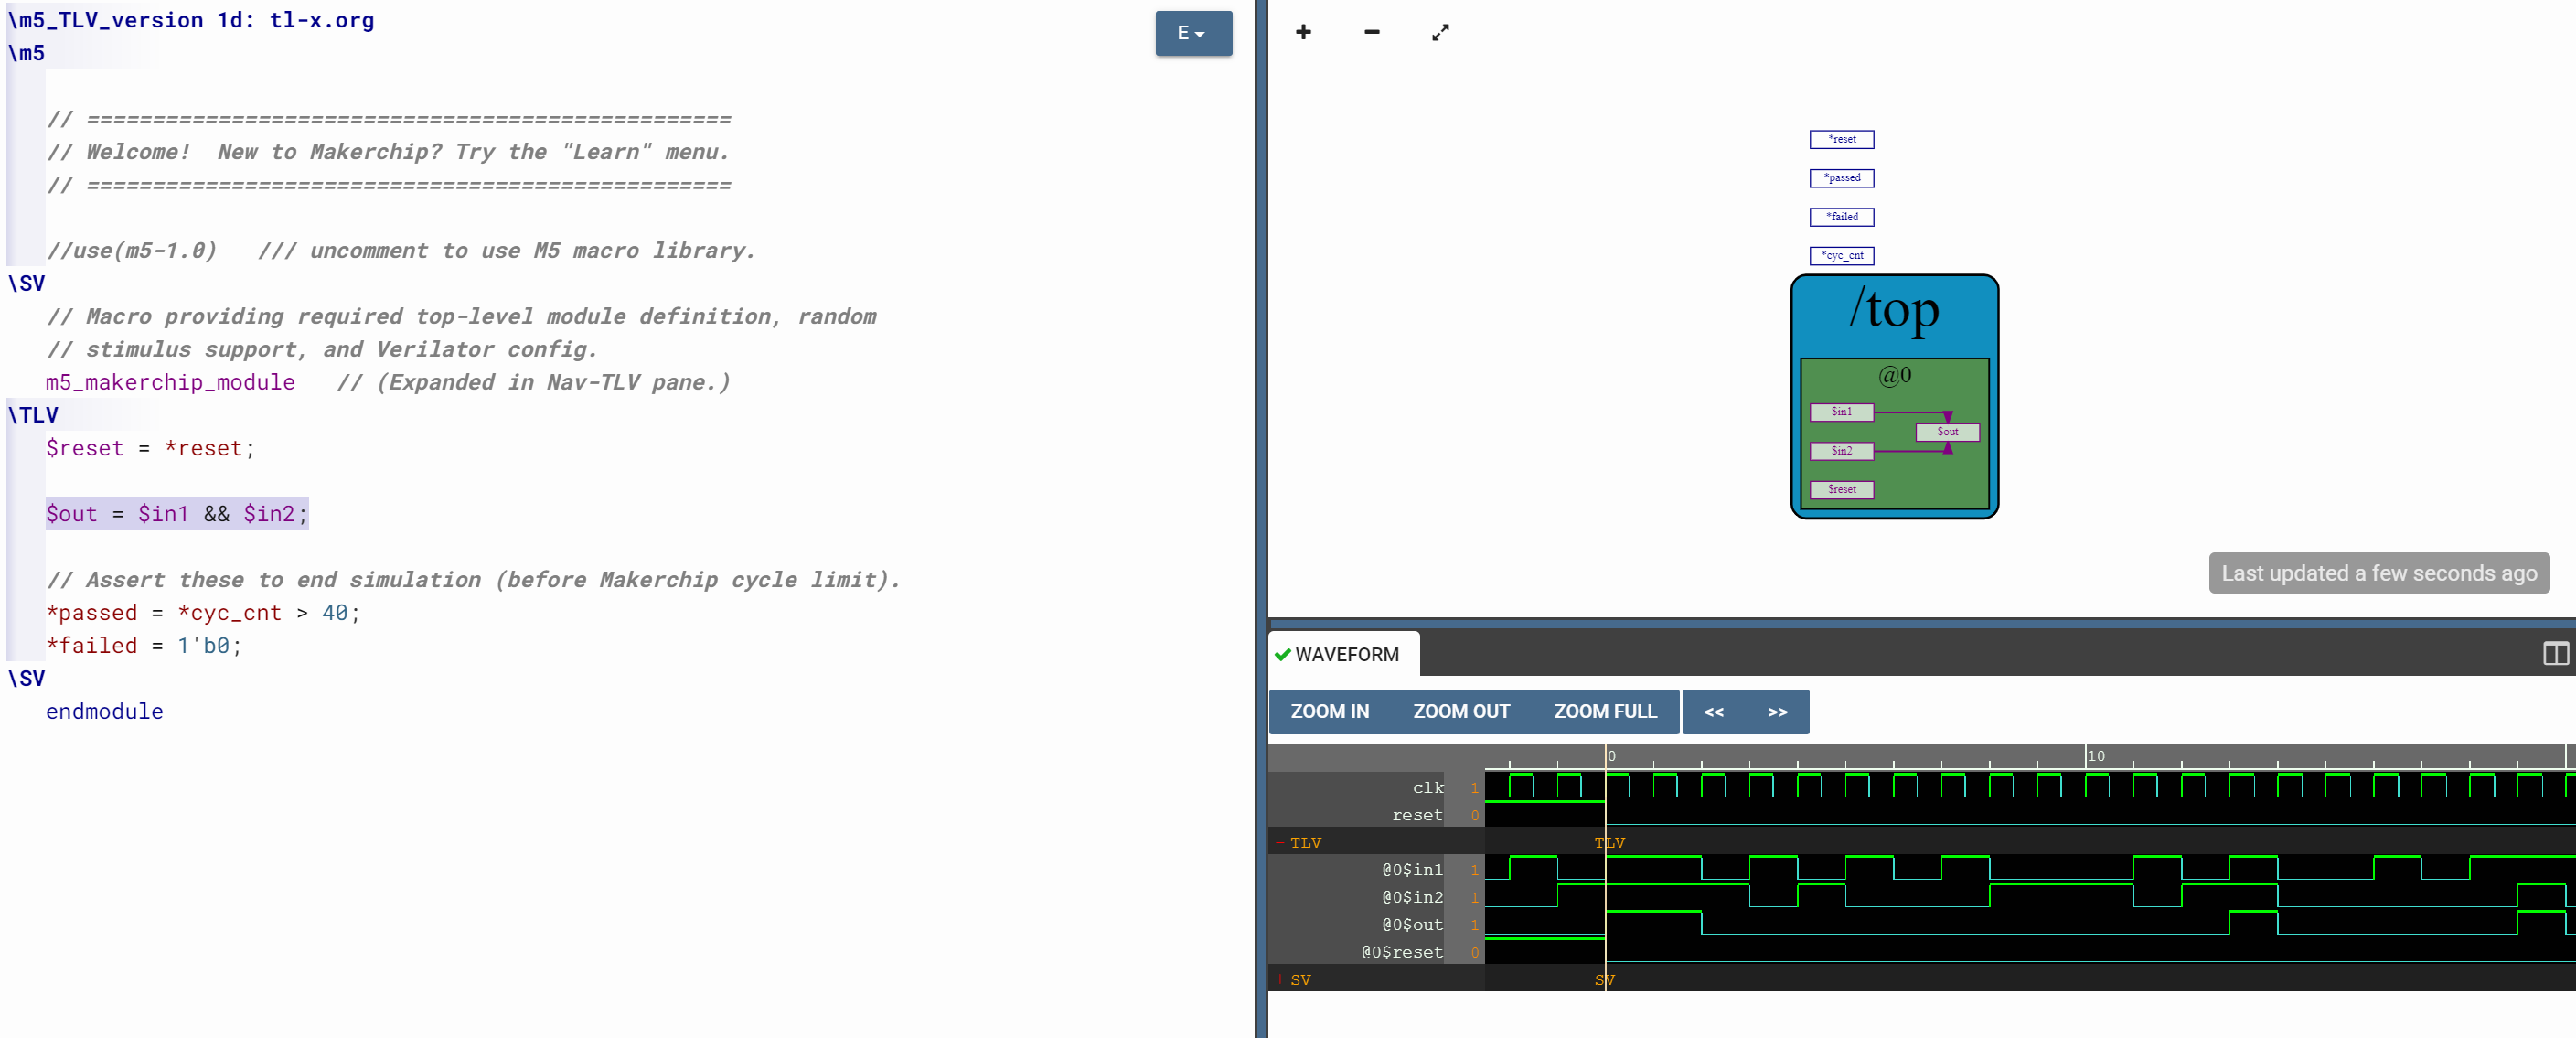 \m5_TLV_version 1d: tl-x.org
\m5
// =================================================
// Welcome!  New to Makerchip? Try the "Learn" menu.
// =================================================
//use(m5-1.0)   /// uncomment to use M5 macro library.
\SV
// Macro providing required top-level module definition, random
// stimulus support, and Verilator config.
m5_makerchip_module   // (Expanded in Nav-TLV pane.)
\TLV
$reset = *reset;
$out = $in1 && $in2;
// Assert these to end simulation (before Makerchip cycle limit).
*passed = *cyc_cnt > 40;
*failed = 1'b0;
\SV
endmodule
E
*reset
*passed
*failed
*cyc_cnt
/top
@0
$in1
$out
$in2
$reset
Last updated a few seconds ago
WAVEFORM
ZOOM IN ZOOM OUT ZOOM FULL << >>
0 10
clk 1
reset 0
- TLV TLV
@0$in1 1
@0$in2 1
@0$out 1
@0$reset 0
+ SV SV